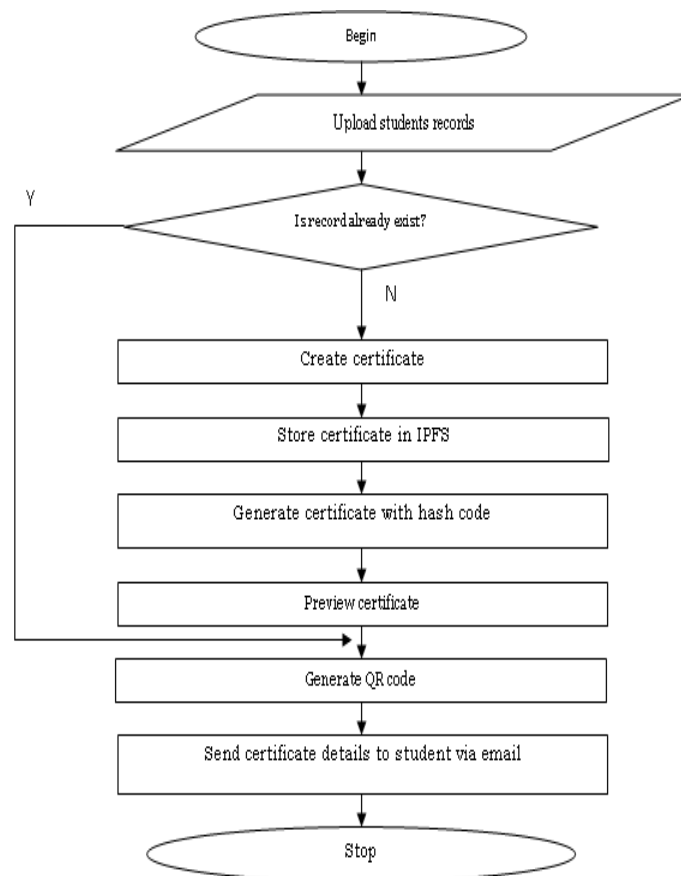 Begin
Upload students records
Y
Is record already exist?
N
Create certificate
Store certificate in IPFS
Generate certificate with hash code
Preview certificate
Generate QR code
Send certificate details to student via email
Stop